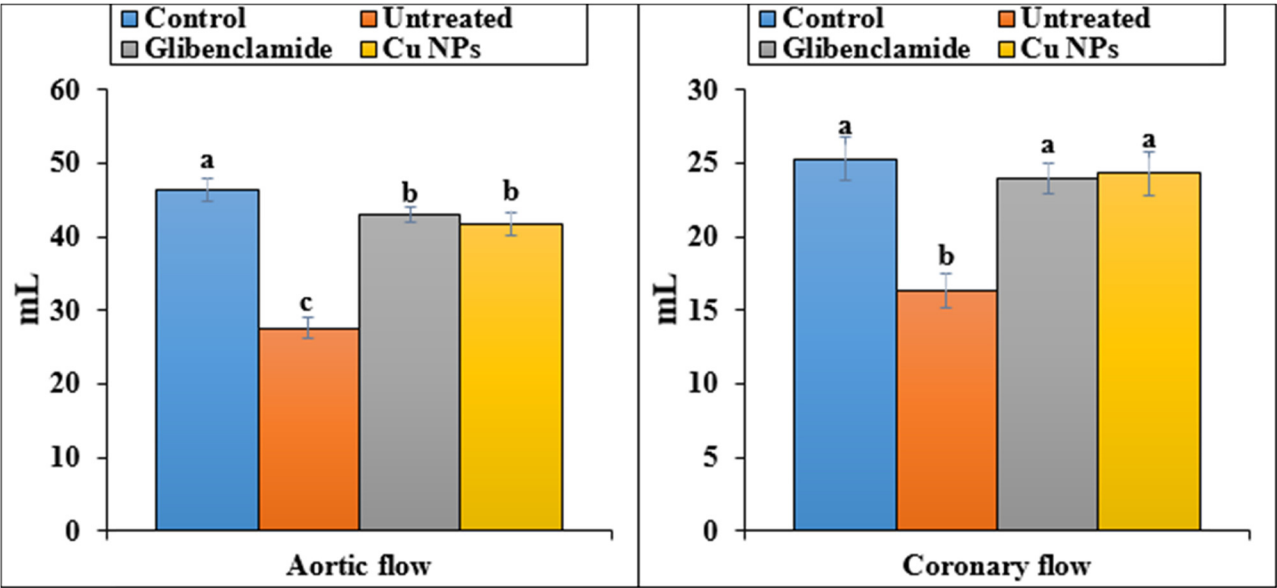 Control Untreated
Glibenclamide Cu NPs
60
50
40
30
20
10
0
mL
a
c
b
b
Aortic flow
Control Untreated
Glibenclamide Cu NPs
30
25
20
15
10
5
0
mL
a
b
a
a
Coronary flow